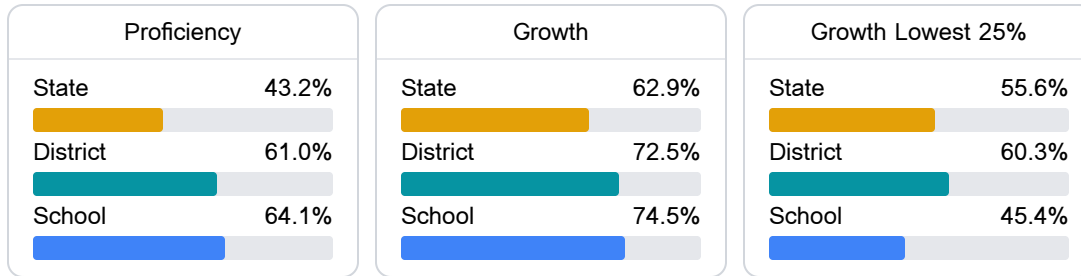 Proficiency
State 43.2%
District 61.0%
School 64.1%
Growth
State 62.9%
District 72.5%
School 74.5%
Growth Lowest 25%
State 55.6%
District 60.3%
School 45.4%